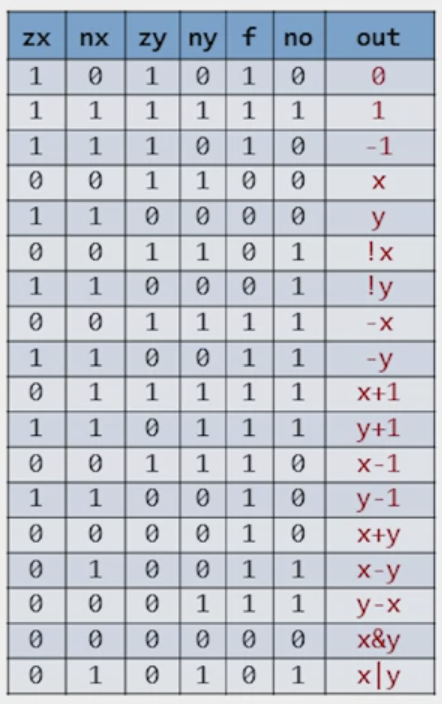 zx nx zy ny f no out
1 0 1 0 1 0 0
1 1 1 1 1 1 1
1 1 1 0 1 0 -1
0 0 1 1 0 0 x
1 1 0 0 0 0 y
0 0 1 1 0 1 !x
1 1 0 0 0 1 !y
0 0 1 1 1 1 -x
1 1 0 0 1 1 -y
0 1 1 1 1 1 x+1
1 1 0 1 1 1 y+1
0 0 1 1 1 0 x-1
1 1 0 0 1 0 y-1
0 0 0 0 1 0 x+y
0 1 0 0 1 1 x-y
0 0 0 1 1 1 y-x
0 0 0 0 0 0 x&y
0 1 0 1 0 1 x|y